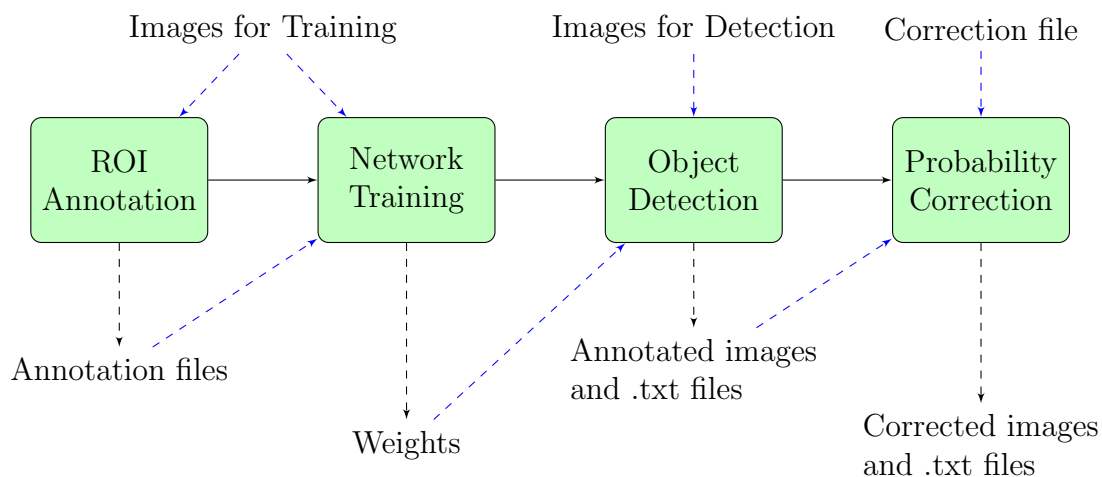 Images for Training
Images for Detection
Correction file
ROI
Annotation
Network
Training
Object
Detection
Probability
Correction
Annotation files
Weights
Annotated images
and .txt files
Corrected images
and .txt files